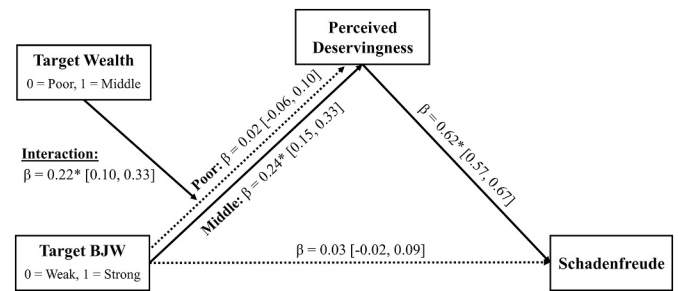 Perceived
Deservingness
Target Wealth
0 = Poor, 1 = Middle
Interaction:
β = 0.22* [0.10, 0.33]
Poor: β = 0.02 [-0.06, 0.10]
Middle: β = 0.24* [0.15, 0.33]
β = 0.62* [0.57, 0.67]
Target BJW
0 = Weak, 1 = Strong
β = 0.03 [-0.02, 0.09]
Schadenfreude